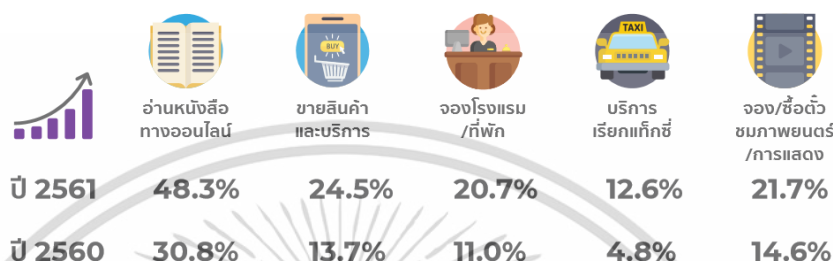 BUY
TAXI
อ่านหนังสือ
ทางออนไลน์
ขายสินค้า
และบริการ
จองโรงแรม
/ที่พัก
บริการ
เรียกแท็กซี่
จอง/ซื้อตั๋ว
ชมภาพยนตร์
/การแสดง
ปี 2561 48.3% 24.5% 20.7% 12.6% 21.7%
ปี 2560 30.8% 13.7% 11.0% 4.8% 14.6%